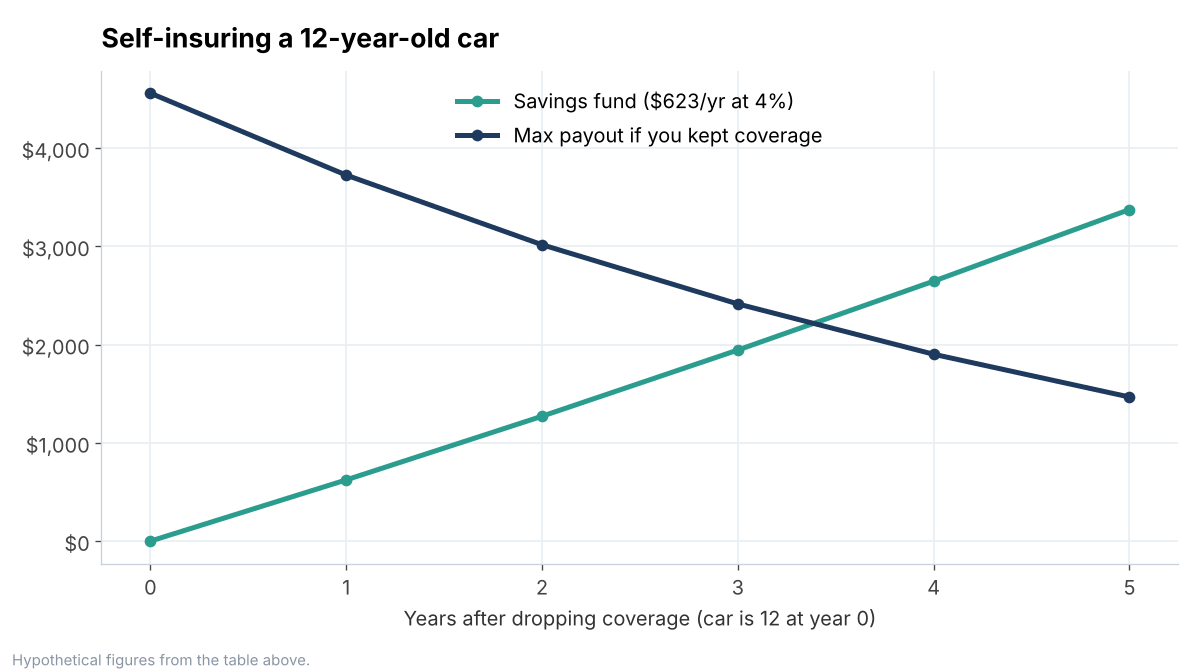 Self-insuring a 12-year-old car
Savings fund ($623/yr at 4%)
Max payout if you kept coverage
$4,000
$3,000
$2,000
$1,000
$0
0 1 2 3 4 5
Years after dropping coverage (car is 12 at year 0)
Hypothetical figures from the table above.